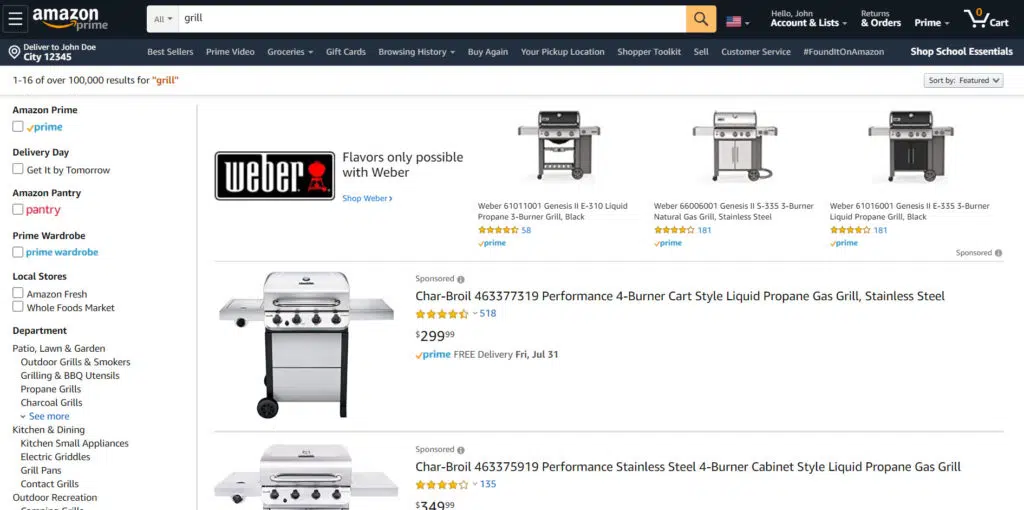 amazon
prime
All
grill
Hello, John
Account & Lists
Returns
& Orders
Prime
0
Cart
Deliver to John Doe
City 12345
Best Sellers
Prime Video
Groceries
Gift Cards
Browsing History
Buy Again
Your Pickup Location
Shopper Toolkit
Sell
Customer Service
#FoundItOnAmazon
Shop School Essentials
1-16 of over 100,000 results for "grill"
Sort by: Featured
Amazon Prime
prime
Delivery Day
Get It by Tomorrow
Amazon Pantry
pantry
Prime Wardrobe
prime wardrobe
Local Stores
Amazon Fresh
Whole Foods Market
Department
Patio, Lawn & Garden
Outdoor Grills & Smokers
Grilling & BBQ Utensils
Propane Grills
Charcoal Grills
See more
Kitchen & Dining
Kitchen Small Appliances
Electric Griddles
Grill Pans
Contact Grills
Outdoor Recreation
Camping Grills
weber
Flavors only possible
with Weber
Shop Weber ›
Weber 61011001 Genesis II E-310 Liquid
Propane 3-Burner Grill, Black
58
prime
Weber 66006001 Genesis II S-335 3-Burner
Natural Gas Grill, Stainless Steel
181
prime
Weber 61016001 Genesis II E-335 3-Burner
Liquid Propane Grill, Black
181
prime
Sponsored
Sponsored
Char-Broil 463377319 Performance 4-Burner Cart Style Liquid Propane Gas Grill, Stainless Steel
518
$29999
prime FREE Delivery Fri, Jul 31
Sponsored
Char-Broil 463375919 Performance Stainless Steel 4-Burner Cabinet Style Liquid Propane Gas Grill
135
$34999